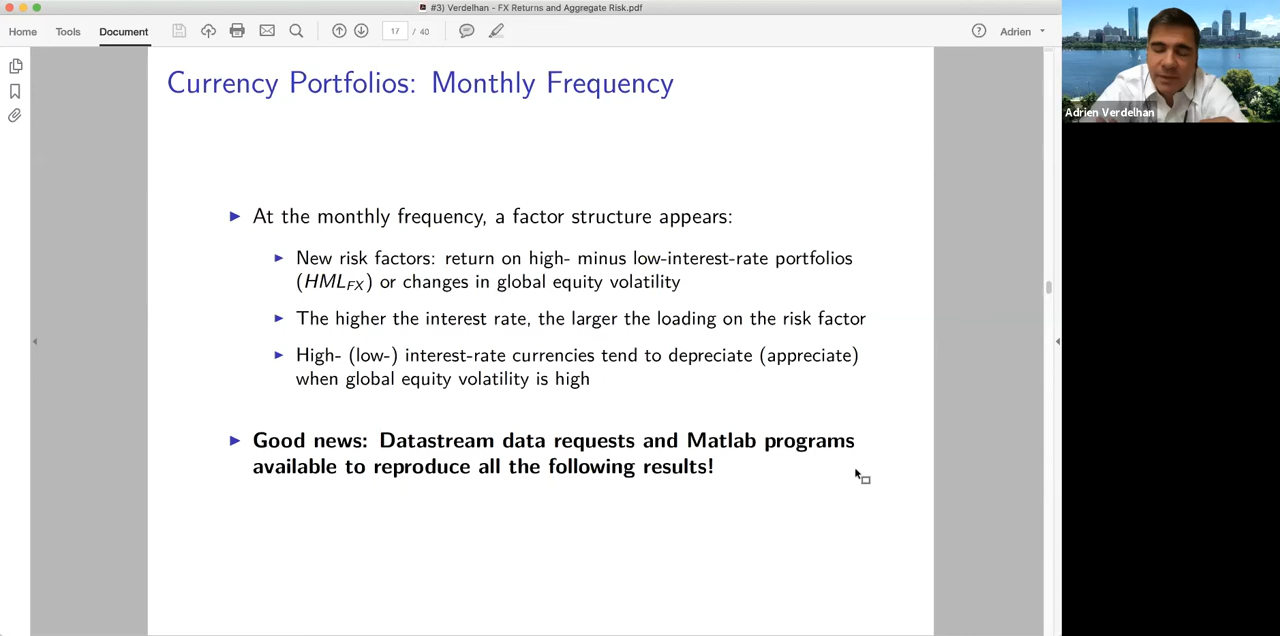 #3) Verdelhan - FX Returns and Aggregate Risk.pdf
Home Tools Document 17 / 40 Adrien
Adrien Verdelhan
Currency Portfolios: Monthly Frequency
At the monthly frequency, a factor structure appears:
New risk factors: return on high- minus low-interest-rate portfolios
(HML_FX) or changes in global equity volatility
The higher the interest rate, the larger the loading on the risk factor
High- (low-) interest-rate currencies tend to depreciate (appreciate)
when global equity volatility is high
Good news: Datastream data requests and Matlab programs
available to reproduce all the following results!